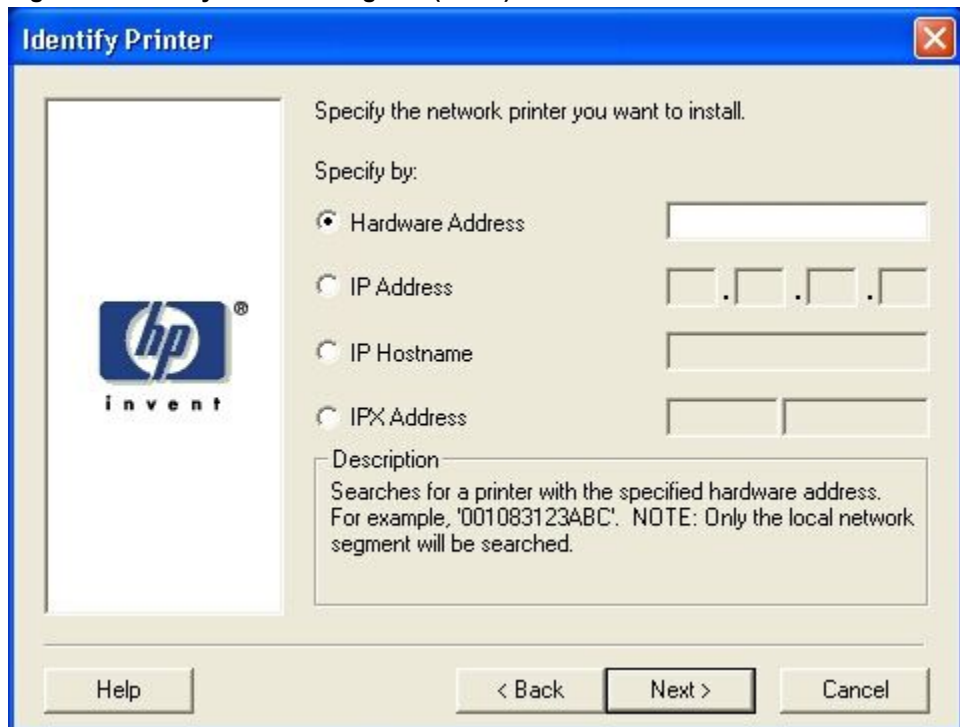 Identify Printer
Specify the network printer you want to install.
Specify by:
Hardware Address
IP Address
. . .
IP Hostname
IPX Address
hp ®
invent
Description
Searches for a printer with the specified hardware address.
For example, '001083123ABC'. NOTE: Only the local network
segment will be searched.
Help
< Back
Next >
Cancel